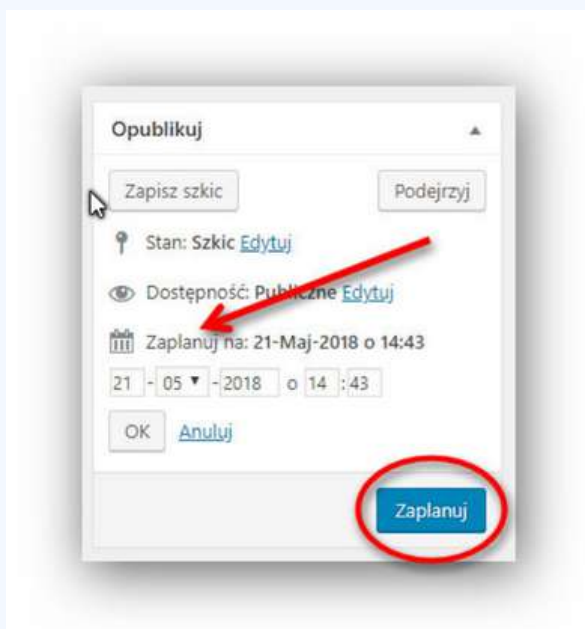 Opublikuj
Zapisz szkic Podejrzyj
Stan: Szkic Edytuj
Dostępność: Publiczne Edytuj
Zaplanuj na: 21-Maj-2018 o 14:43
21 - 05 - 2018 o 14 : 43
OK Anuluj
Zaplanuj